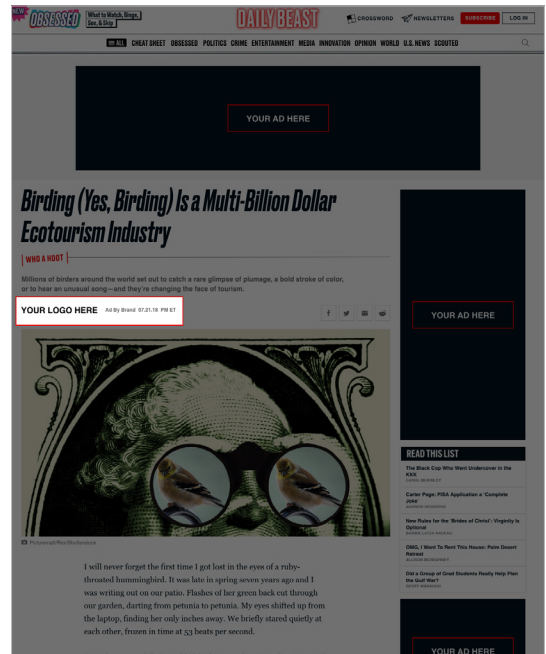 NEW
OBSESSED
What to Watch, Binge,
See, & Skip
DAILY BEAST
CROSSWORD
NEWSLETTERS
SUBSCRIBE
LOG IN
ALL CHEAT SHEET OBSESSED POLITICS CRIME ENTERTAINMENT MEDIA INNOVATION OPINION WORLD U.S. NEWS SCOUTED
YOUR AD HERE
Birding (Yes, Birding) Is a Multi-Billion Dollar
Ecotourism Industry
WHO A HOOT
Millions of birders around the world set out to catch a rare glimpse of plumage, a bold stroke of color,
or to hear an unusual song—and they're changing the face of tourism.
YOUR LOGO HERE Ad By Brand 07.21.19 PM ET
I will never forget the first time I got lost in the eyes of a ruby-
throated hummingbird. It was late in spring seven years ago and I
was writing out on our patio. Flashes of her green back cut through
our garden, darting from petunia to petunia. My eyes shifted up from
the laptop, finding her only inches away. We briefly stared quietly at
each other, frozen in time at 53 beats per second.
YOUR AD HERE
READ THIS LIST
The Black Cop Who Went Undercover in the
KKK
Carter Page: FISA Application a 'Complete
Joke'
New Rules for the 'Brides of Christ': Virginity Is
Optional
BARBIE LATZA NADEAU
OMG, I Want To Rent This House: Palm Desert
Retreat
Did a Group of Grad Students Really Help Plan
the Gulf War?
YOUR AD HERE